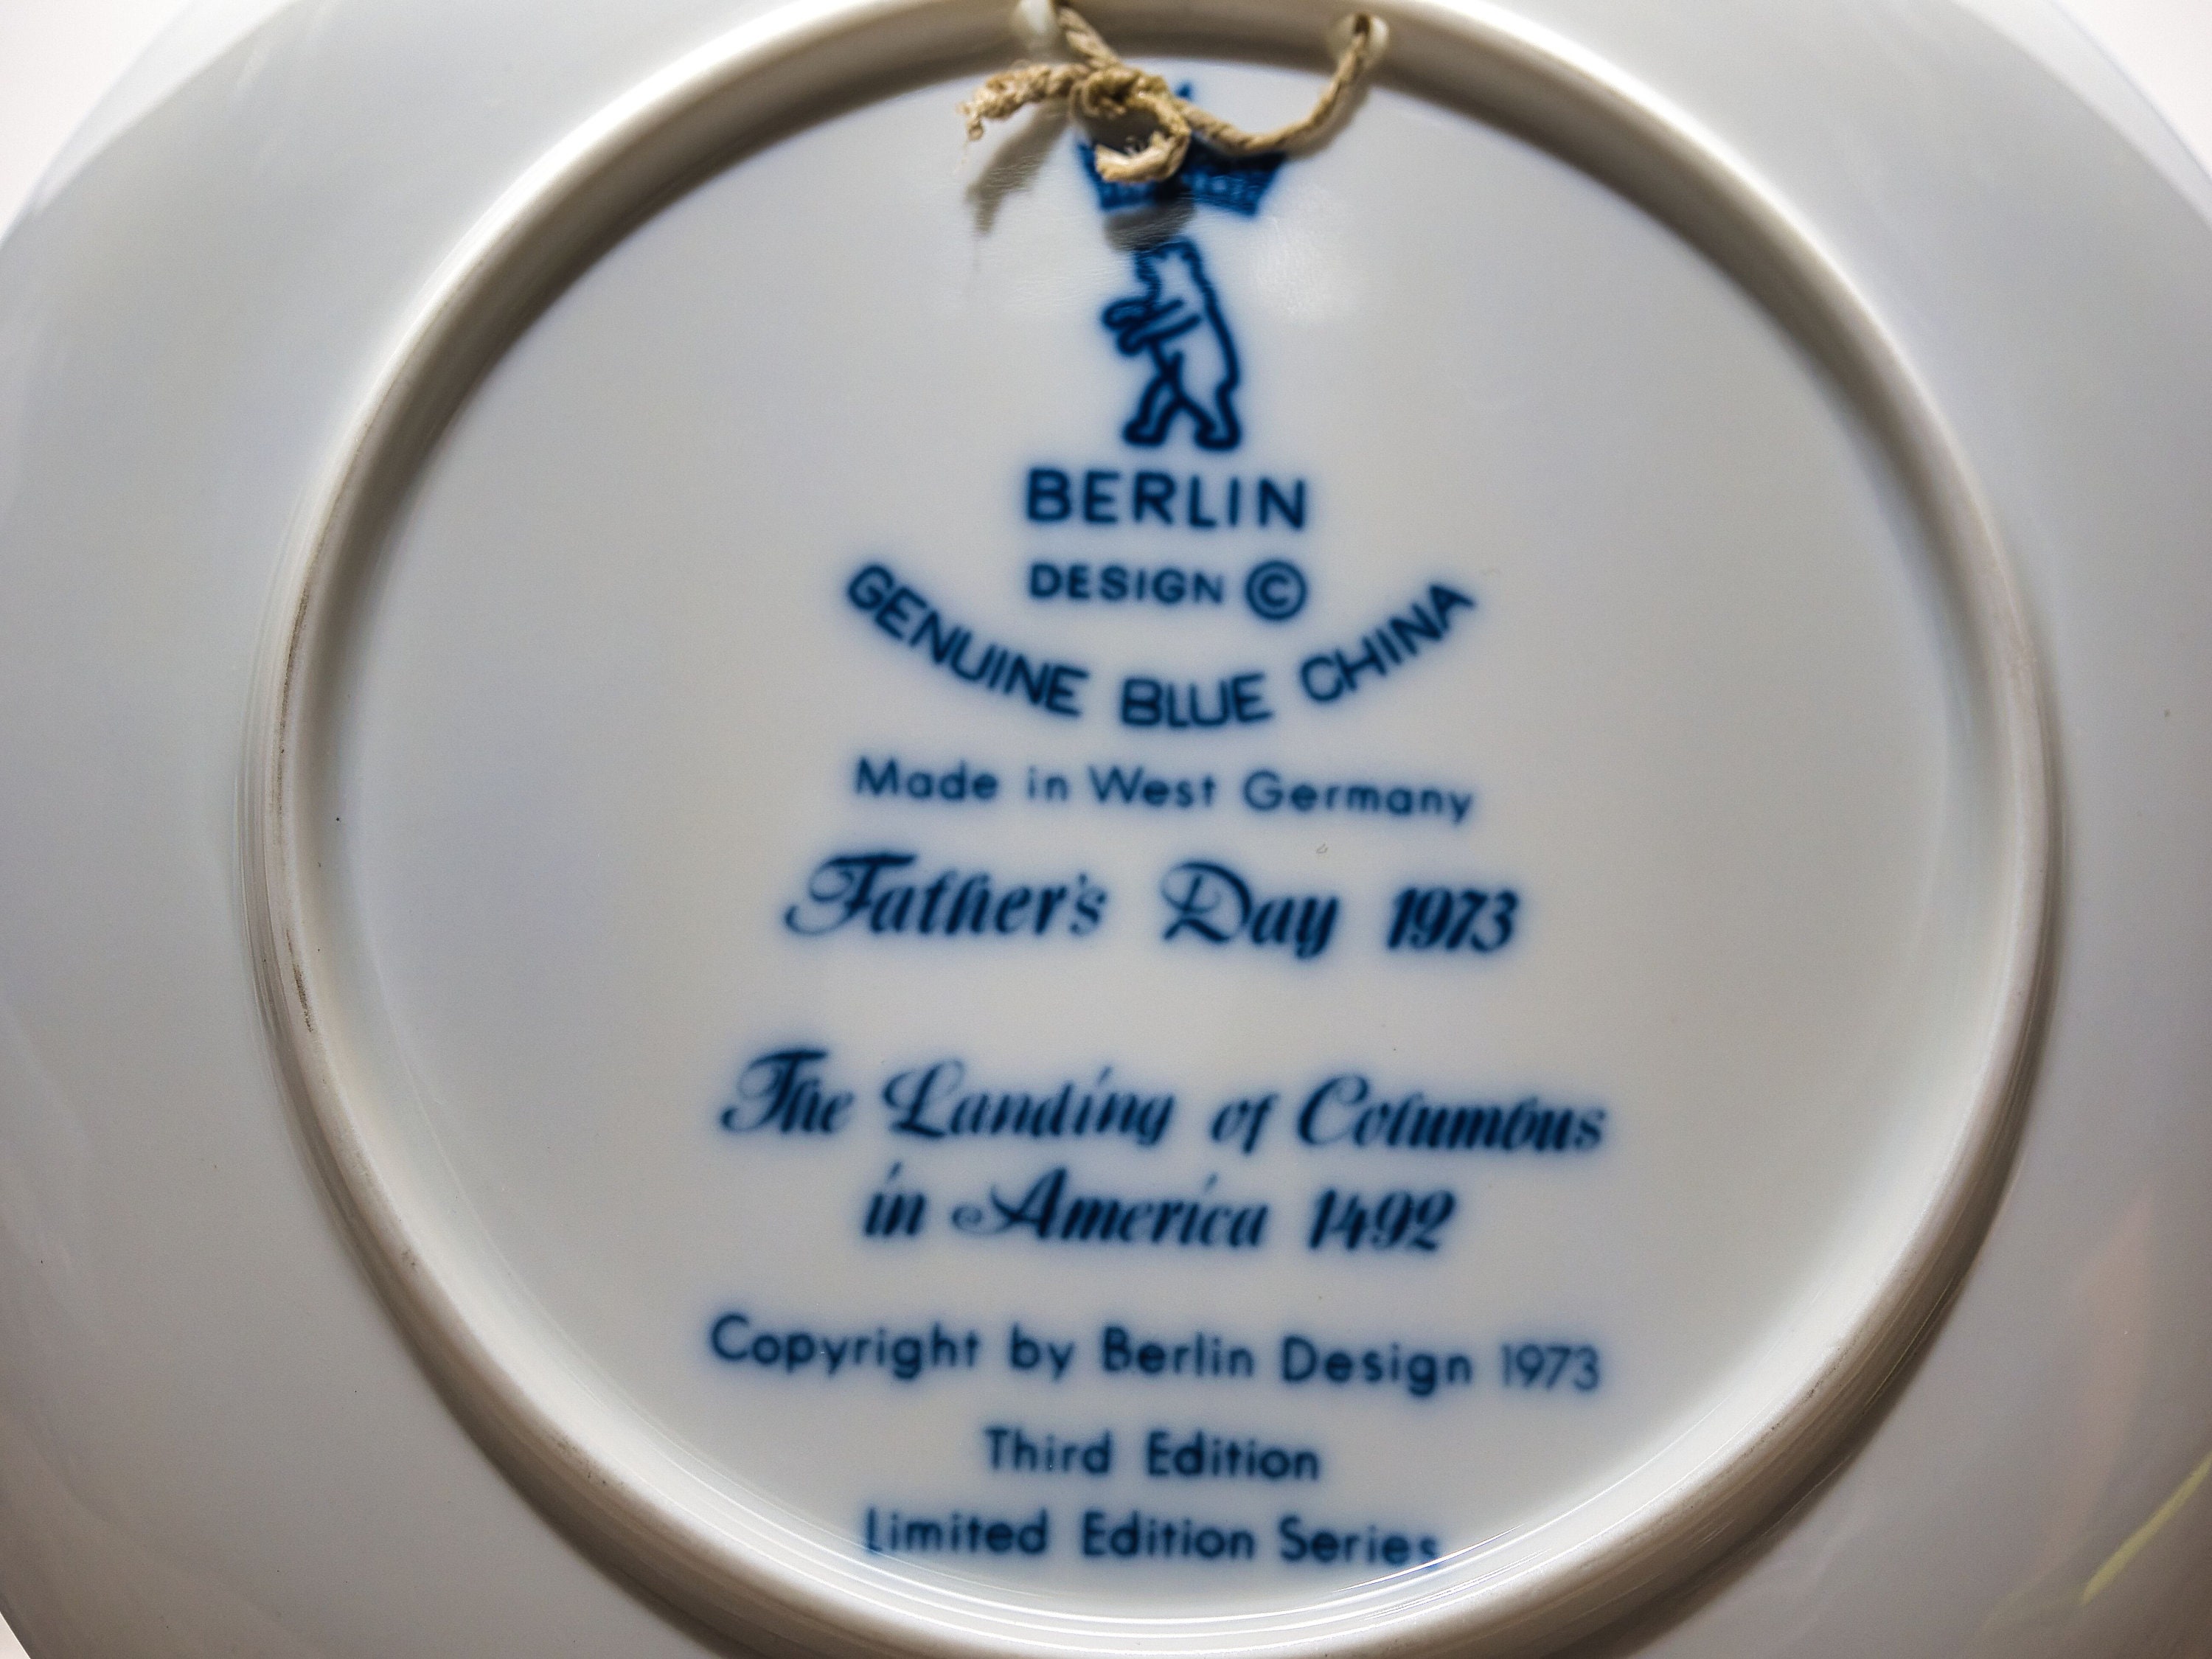 BERLIN
DESIGN ©
GENUINE BLUE CHINA
Made in West Germany
Father's Day 1973
The Landing of Columbus
in America 1492
Copyright by Berlin Design 1973
Third Edition
Limited Edition Series